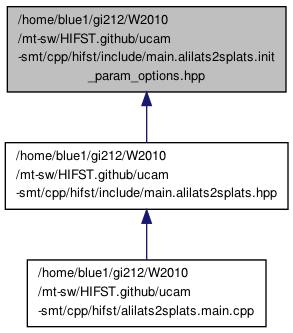 /home/blue1/gi212/W2010
/mt-sw/HIFST.github/ucam
-smt/cpp/hifst/include/main.alilats2splats.init
_param_options.hpp
/home/blue1/gi212/W2010
/mt-sw/HIFST.github/ucam
-smt/cpp/hifst/include/main.alilats2splats.hpp
/home/blue1/gi212/W2010
/mt-sw/HIFST.github/ucam
-smt/cpp/hifst/alilats2splats.main.cpp